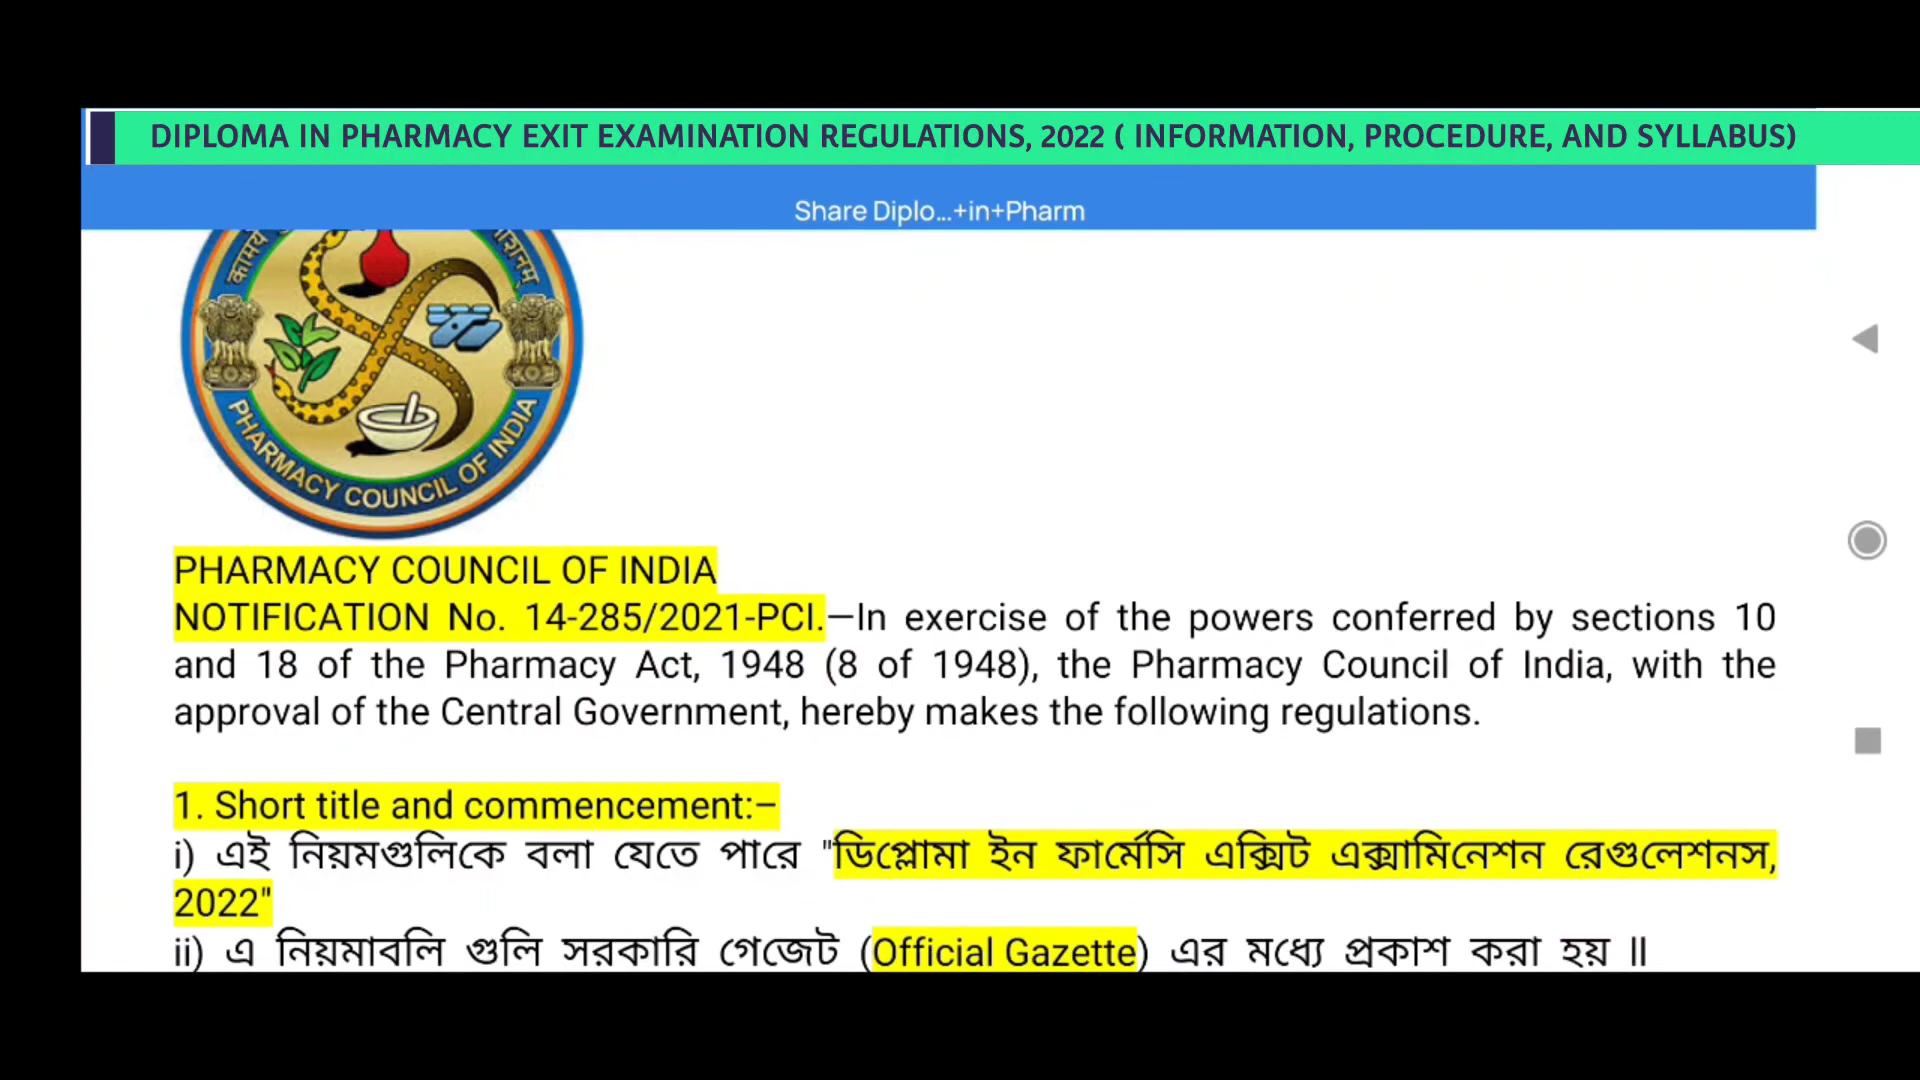 DIPLOMA IN PHARMACY EXIT EXAMINATION REGULATIONS, 2022 ( INFORMATION, PROCEDURE, AND SYLLABUS)
Share Diplo...+in+Pharm
PHARMACY COUNCIL OF INDIA
PHARMACY COUNCIL OF INDIA
NOTIFICATION No. 14-285/2021-PCI.—In exercise of the powers conferred by sections 10
and 18 of the Pharmacy Act, 1948 (8 of 1948), the Pharmacy Council of India, with the
approval of the Central Government, hereby makes the following regulations.
1. Short title and commencement:–
i) এই নিয়মগুলিকে বলা যেতে পারে "ডিপ্লোমা ইন ফার্মেসি এক্সিট এক্সামিনেশন রেগুলেশনস,
2022"
ii) এ নিয়মাবলি গুলি সরকারি গেজেট (Official Gazette) এর মধ্যে প্রকাশ করা হয় ॥